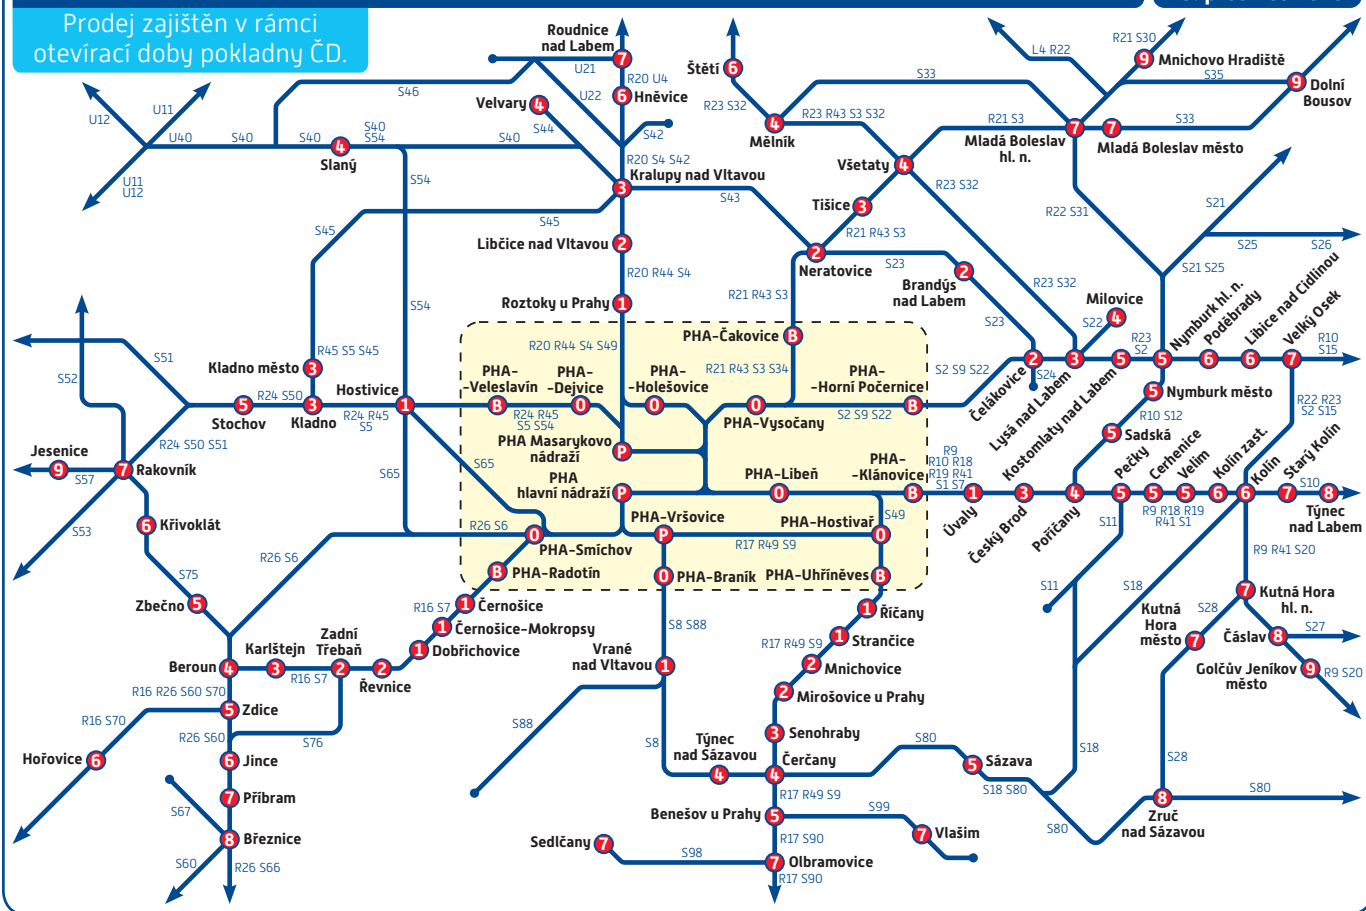 Prodej zajištěn v rámci
otevírací doby pokladny ČD.
Roudnice
nad Labem
7
U21
R20 U4
U22
6
Hněvice
S46
Velvary
4
S44
S42
U11
U12
U40
S40
S40
S40
S54
S40
4
Slaný
U11
U12
S54
R20 S4 S42
Kralupy nad Vltavou
3
S43
S45
S45
Libčice nad Vltavou
2
R20 R44 S4
S54
Roztoky u Prahy
1
Štětí
6
R23 S32
4
Mělník
R23 R43 S3 S32
S33
L4 R22
R21 S30
9
Mnichovo Hradiště
S35
9
Dolní
Bousov
R21 S3
7
Mladá Boleslav
hl. n.
7
Mladá Boleslav město
S33
Všetaty
4
R23 S32
Tišice
3
R21 R43 S3
2
Neratovice
S23
Brandýs
nad Labem
2
R22 S31
S21
S25
S26
S21 S25
R21 R43 S3
S23
R23 S32
Milovice
4
S22
R23
S2
Nymburk hl. n.
Poděbrady
Libice nad Cidlinou
Velký Osek
R10
S15
2
3
5
5
6
6
7
S24
Čelákovice
Lysá nad Labem
Kostomlaty nad Labem
5
Nymburk město
R10 S12
5
Sadská
R22 R23
S2 S15
S51
S52
Kladno město
3
R45 S5 S45
Hostivice
5
Stochov
R24 S50
3
Kladno
R24 R45
S5
1
R24 S50 S51
Jesenice
9
S57
7
Rakovník
S53
6
Křivoklát
S75
Zbečno
5
R26 S6
S65
S65
R26 S6
R20 R44 S4 S49
PHA-Čakovice
B
R21 R43 S3 S34
PHA-
-Veleslavín
B
PHA-
-Dejvice
0
R24 R45
S5 S54
PHA-
-Holešovice
0
PHA-
-Horní Počernice
B
S2 S9 S22
S2 S9 S22
0
PHA-Vysočany
PHA Masarykovo
nádraží
P
PHA
hlavní nádraží
P
PHA-Libeň
0
PHA-
-Klánovice
B
R9
R10 R18
R19 R41
S1 S7
1
Úvaly
3
Český Brod
4
Poříčany
5
Pečky
5
Cerhenice
5
Velim
6
Kolín zast.
6
Kolín
7
Starý Kolín
S10
8
Týnec
nad Labem
R9 R18 R19
R41 S1
S11
S11
S18
R9 R41 S20
PHA-Vršovice
P
R17 R49 S9
PHA-Hostivař
0
S49
0
PHA-Smíchov
B
PHA-Radotín
0
PHA-Braník
PHA-Uhříněves
B
R16 S7
1
Černošice
1
Černošice-Mokropsy
1
Dobřichovice
2
Řevnice
Zadní
Třebaň
2
Karlštejn
3
R16 S7
Beroun
4
R16 R26 S60 S70
5
Zdice
R16 S70
R26 S60
S76
Hořovice
6
6
Jince
7
Příbram
S67
8
Březnice
S60
R26 S66
S8 S88
Vrané
nad Vltavou
1
S88
S8
1
Říčany
1
Strančice
R17 R49 S9
2
Mnichovice
2
Mirošovice u Prahy
3
Senohraby
Týnec
nad Sázavou
4
4
Čerčany
S80
5
Sázava
S18 S80
R17 R49 S9
Benešov u Prahy
5
S99
7
Vlašim
R17 S90
Sedlčany
7
S98
7
Olbramovice
R17 S90
S18
S80
7
Kutná Hora
hl. n.
Kutná
Hora
město
7
S28
Čáslav
8
S27
Golčův Jeníkov
město
9
R9 S20
S28
8
Zruč
nad Sázavou
S80